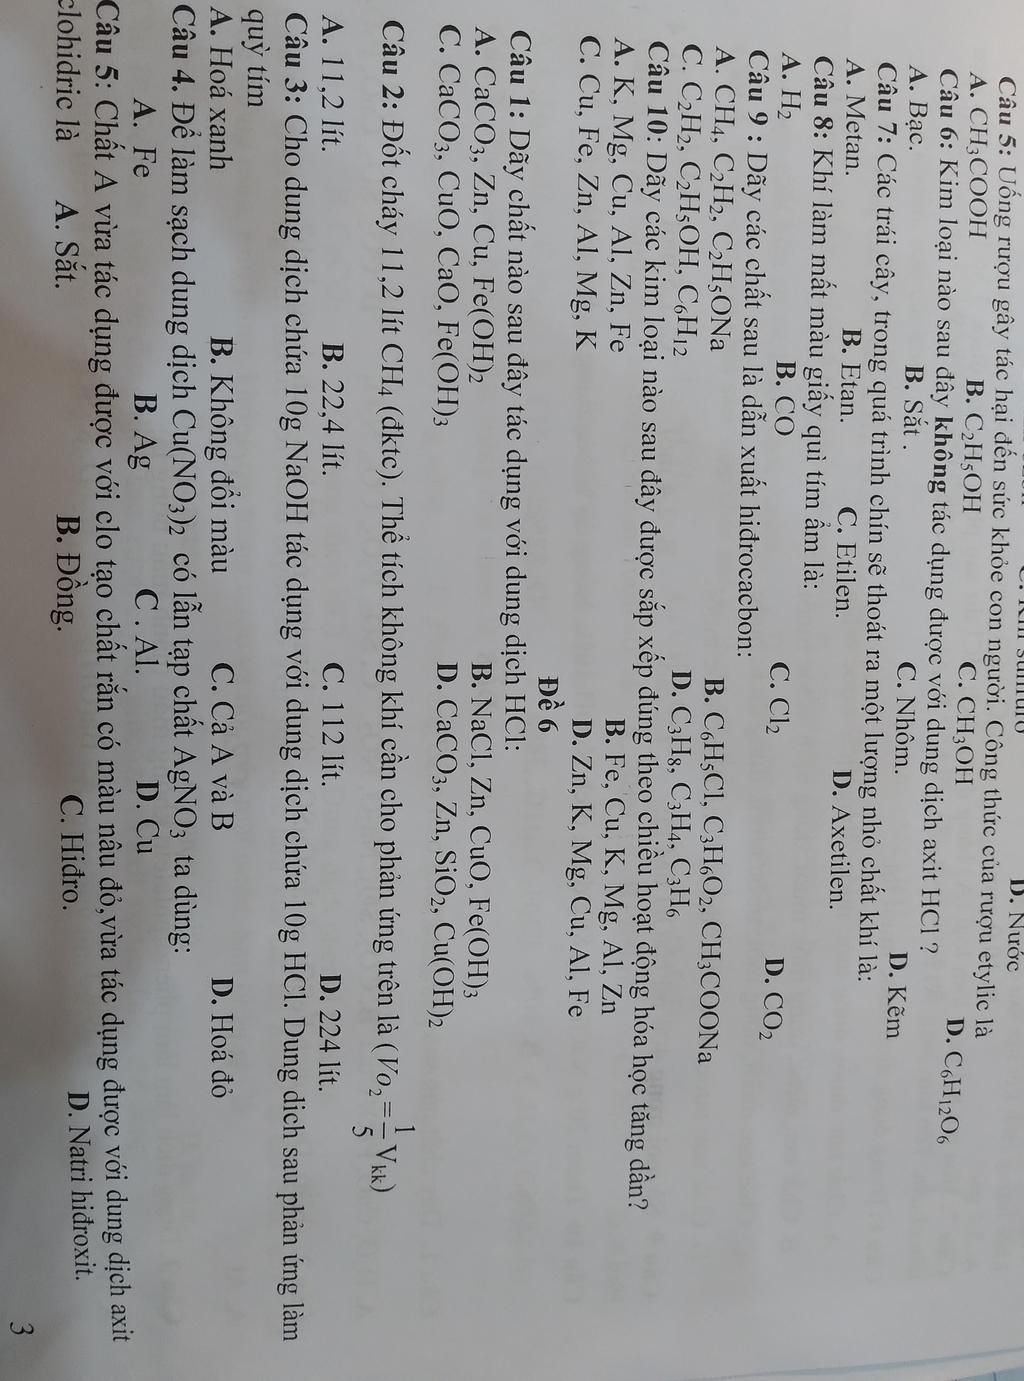 D. Nước
Câu 5: Uống rượu gây tác hại đến sức khỏe con người. Công thức của rượu etylic là
A. CH₃COOH B. C₂H₅OH C. CH₃OH D. C₆H₁₂O₆
Câu 6: Kim loại nào sau đây không tác dụng được với dung dịch axit HCl ?
A. Bạc. B. Sắt . C. Nhôm. D. Kẽm
Câu 7: Các trái cây, trong quá trình chín sẽ thoát ra một lượng nhỏ chất khí là:
A. Metan. B. Etan. C. Etilen. D. Axetilen.
Câu 8: Khí làm mất màu giấy quì tím ẩm là:
A. H₂ B. CO C. Cl₂ D. CO₂
Câu 9 : Dãy các chất sau là dẫn xuất hiđrocacbon:
A. CH₄, C₂H₂, C₂H₅ONa B. C₆H₅Cl, C₃H₆O₂, CH₃COONa
C. C₂H₂, C₂H₅OH, C₆H₁₂ D. C₃H₈, C₃H₄, C₃H₆
Câu 10: Dãy các kim loại nào sau đây được sắp xếp đúng theo chiều hoạt động hóa học tăng dần?
A. K, Mg, Cu, Al, Zn, Fe B. Fe, Cu, K, Mg, Al, Zn
C. Cu, Fe, Zn, Al, Mg, K D. Zn, K, Mg, Cu, Al, Fe
Đề 6
Câu 1: Dãy chất nào sau đây tác dụng với dung dịch HCl:
A. CaCO₃, Zn, Cu, Fe(OH)₂ B. NaCl, Zn, CuO, Fe(OH)₃
C. CaCO₃, CuO, CaO, Fe(OH)₃ D. CaCO₃, Zn, SiO₂, Cu(OH)₂
Câu 2: Đốt cháy 11,2 lít CH₄ (đktc). Thể tích không khí cần cho phản ứng trên là (Vo₂ = 1/5 Vₖₖ)
A. 11,2 lít. B. 22,4 lít. C. 112 lít. D. 224 lít.
Câu 3: Cho dung dịch chứa 10g NaOH tác dụng với dung dịch chứa 10g HCl. Dung dich sau phản ứng làm
quỳ tím
A. Hoá xanh B. Không đổi màu C. Cả A và B D. Hoá đỏ
Câu 4. Để làm sạch dung dịch Cu(NO₃)₂ có lẫn tạp chất AgNO₃ ta dùng:
A. Fe B. Ag C . Al. D. Cu
Câu 5: Chất A vừa tác dụng được với clo tạo chất rắn có màu nâu đỏ,vừa tác dụng được với dung dịch axit
clohidric là A. Sắt. B. Đồng. C. Hiđro. D. Natri hiđroxit.
3